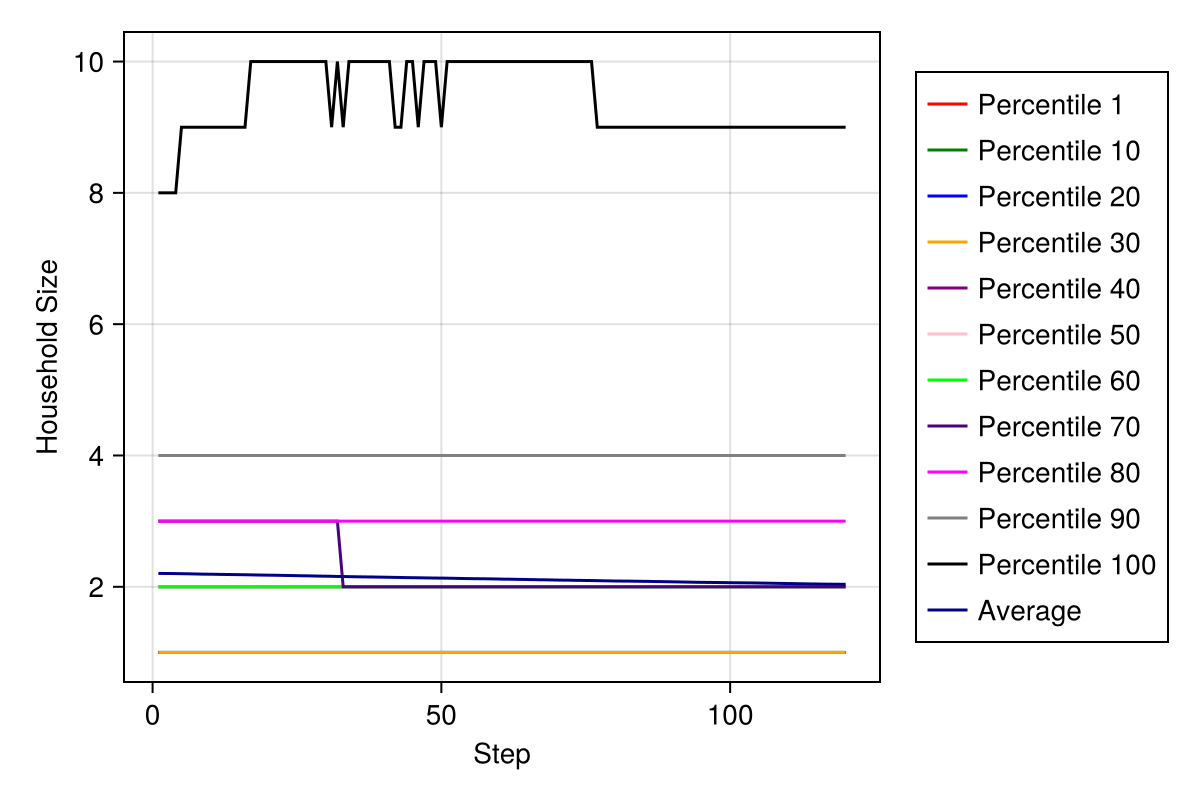 10
8
6
4
2
Household Size
0
50
100
Step
Percentile 1
Percentile 10
Percentile 20
Percentile 30
Percentile 40
Percentile 50
Percentile 60
Percentile 70
Percentile 80
Percentile 90
Percentile 100
Average